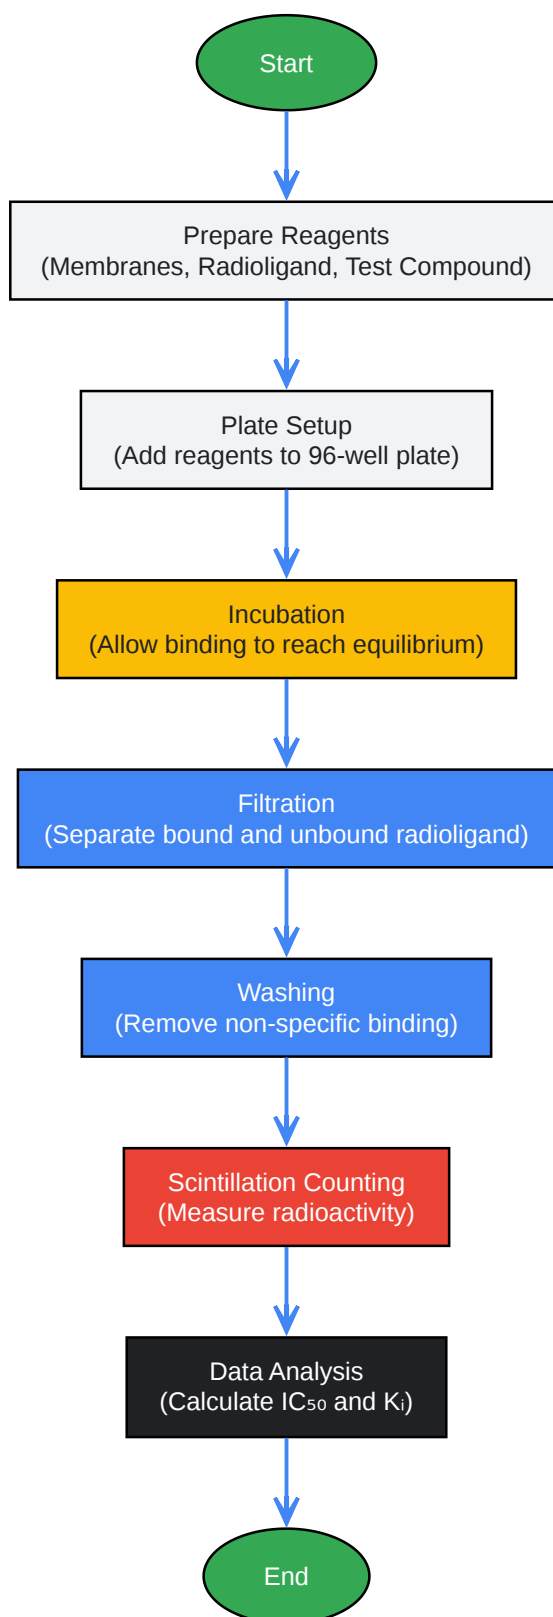 Start
Prepare Reagents
(Membranes, Radioligand, Test Compound)
Plate Setup
(Add reagents to 96-well plate)
Incubation
(Allow binding to reach equilibrium)
Filtration
(Separate bound and unbound radioligand)
Washing
(Remove non-specific binding)
Scintillation Counting
(Measure radioactivity)
Data Analysis
(Calculate IC₅₀ and Kᵢ)
End